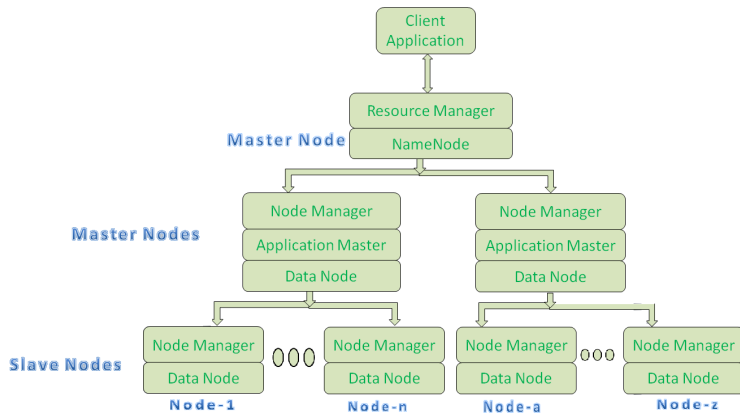 Client
Application
Resource Manager
Master Node
NameNode
Node Manager
Node Manager
Master Nodes
Application Master
Application Master
Data Node
Data Node
Node Manager
Node Manager
Node Manager
Node Manager
Slave Nodes
Data Node
Data Node
Data Node
Data Node
Node-1
Node-n
Node-a
Node-z